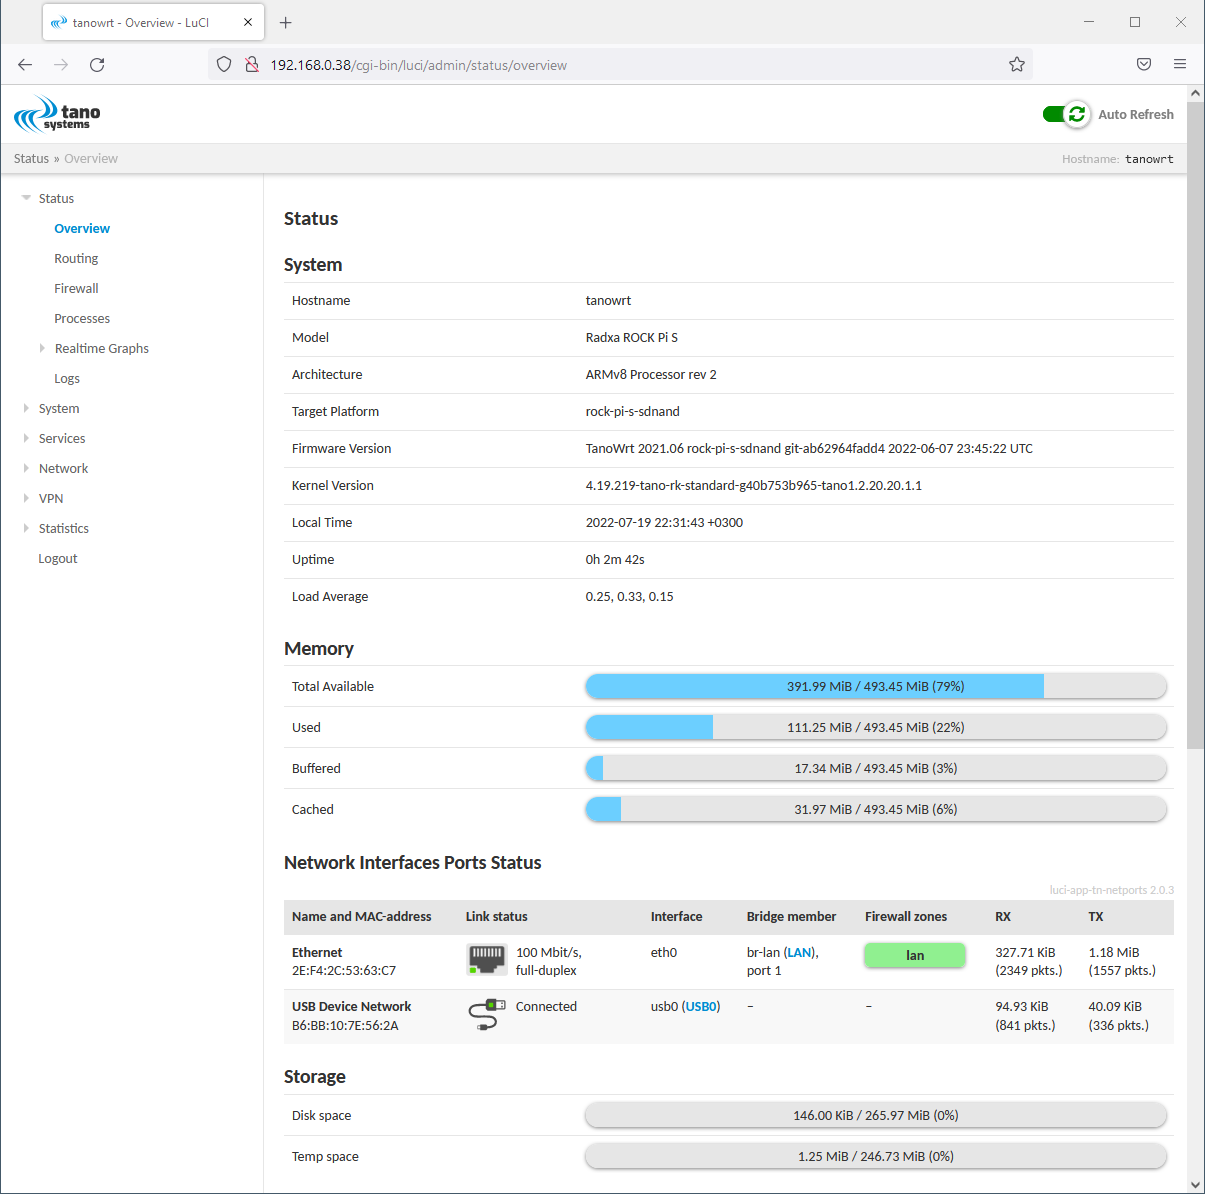 tanowrt - Overview - LuCI
192.168.0.38/cgi-bin/luci/admin/status/overview
tano
systems
Auto Refresh
Status » Overview
Hostname: tanowrt
Status
Overview
Routing
Firewall
Processes
Realtime Graphs
Logs
System
Services
Network
VPN
Statistics
Logout
Status
System
Hostname tanowrt
Model Radxa ROCK Pi S
Architecture ARMv8 Processor rev 2
Target Platform rock-pi-s-sdnand
Firmware Version TanoWrt 2021.06 rock-pi-s-sdnand git-ab62964fadd4 2022-06-07 23:45:22 UTC
Kernel Version 4.19.219-tano-rk-standard-g40b753b965-tano1.2.20.20.1.1
Local Time 2022-07-19 22:31:43 +0300
Uptime 0h 2m 42s
Load Average 0.25, 0.33, 0.15
Memory
Total Available 391.99 MiB / 493.45 MiB (79%)
Used 111.25 MiB / 493.45 MiB (22%)
Buffered 17.34 MiB / 493.45 MiB (3%)
Cached 31.97 MiB / 493.45 MiB (6%)
Network Interfaces Ports Status
luci-app-tn-netports 2.0.3
Name and MAC-address Link status Interface Bridge member Firewall zones RX TX
Ethernet 100 Mbit/s, eth0 br-lan (LAN), lan 327.71 KiB 1.18 MiB
2E:F4:2C:53:63:C7 full-duplex port 1 (2349 pkts.) (1557 pkts.)
USB Device Network Connected usb0 (USB0) – – 94.93 KiB 40.09 KiB
B6:BB:10:7E:56:2A (841 pkts.) (336 pkts.)
Storage
Disk space 146.00 KiB / 265.97 MiB (0%)
Temp space 1.25 MiB / 246.73 MiB (0%)